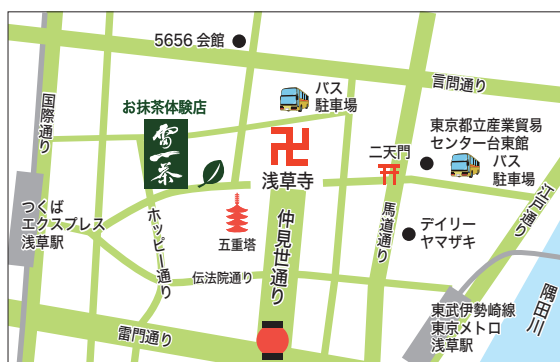 5656 会館
言問通り
国際通り
お抹茶体験店
バス
駐車場
東京都立産業貿易
センター台東館
バス
駐車場
二天門
卍
浅草寺
つくば
エクスプレス
浅草駅
ホッピー通り
五重塔
仲見世通り
馬道通り
デイリー
ヤマザキ
江戸通り
伝法院通り
雷門通り
東武伊勢崎線
東京メトロ
浅草駅
隅田川